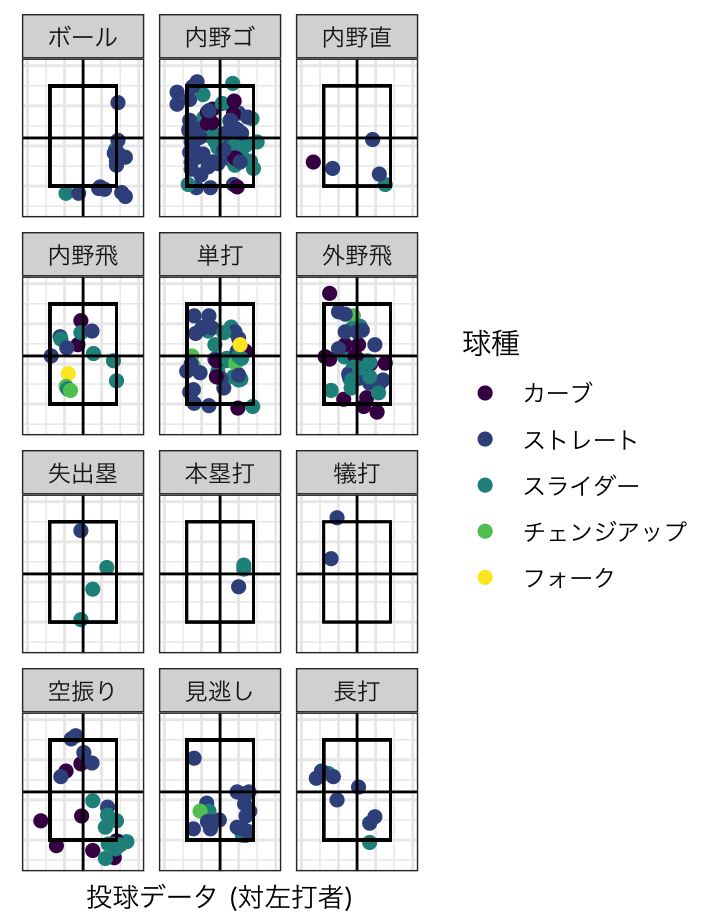 ボール
内野ゴ
内野直
内野飛
単打
外野飛
失出塁
本塁打
犠打
空振り
見逃し
長打
球種
カーブ
ストレート
スライダー
チェンジアップ
フォーク
投球データ (対左打者)